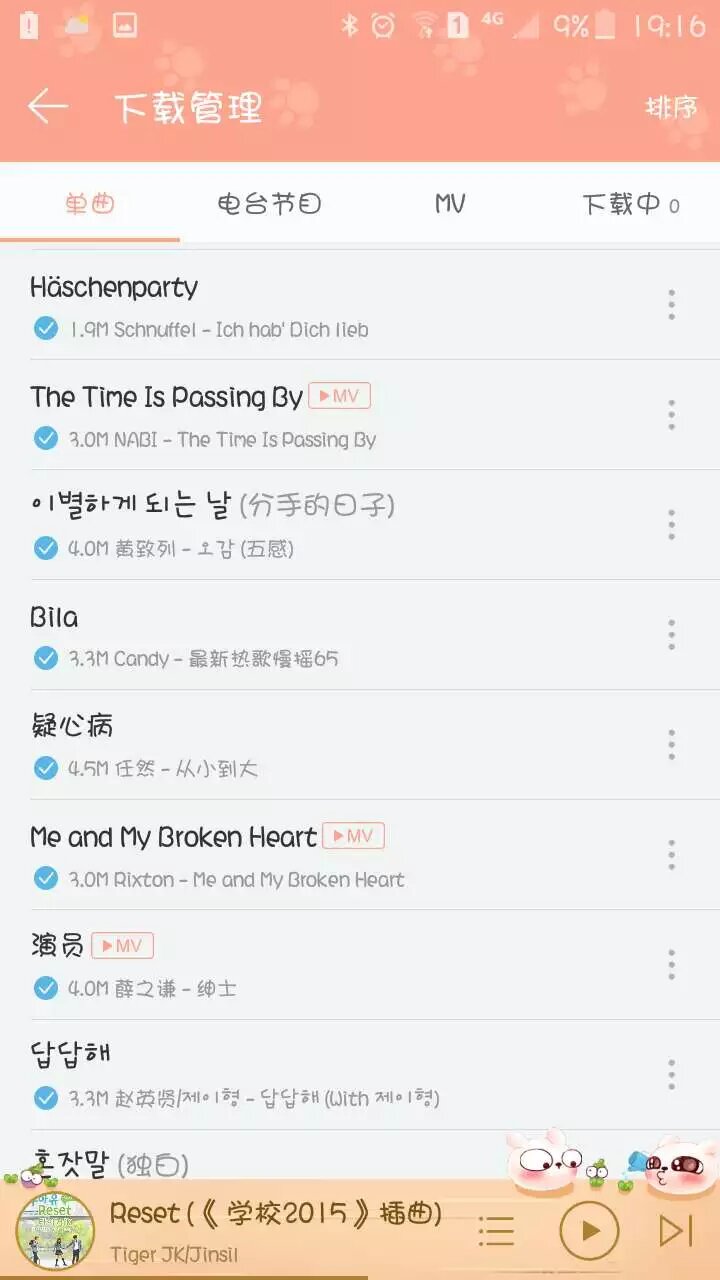 4G 9% 19:16
下载管理 排序
单曲 电台节目 MV 下载中 0
Häschenparty
1.9M Schnuffel - Ich hab' Dich lieb
The Time Is Passing By MV
3.0M NABI - The Time Is Passing By
이별하게 되는 날 (分手的日子)
4.0M 黄致列 - 오감 (五感)
Bila
3.3M Candy - 最新热歌慢摇65
疑心病
4.5M 任然 - 从小到大
Me and My Broken Heart MV
3.0M Rixton - Me and My Broken Heart
演员 MV
4.0M 薛之谦 - 绅士
답답해
3.3M 赵英贤/제이형 - 답답해 (With 제이형)
혼잣말 (独白)
Reset
Reset (《学校2015》插曲)
Tiger JK/Jinsil